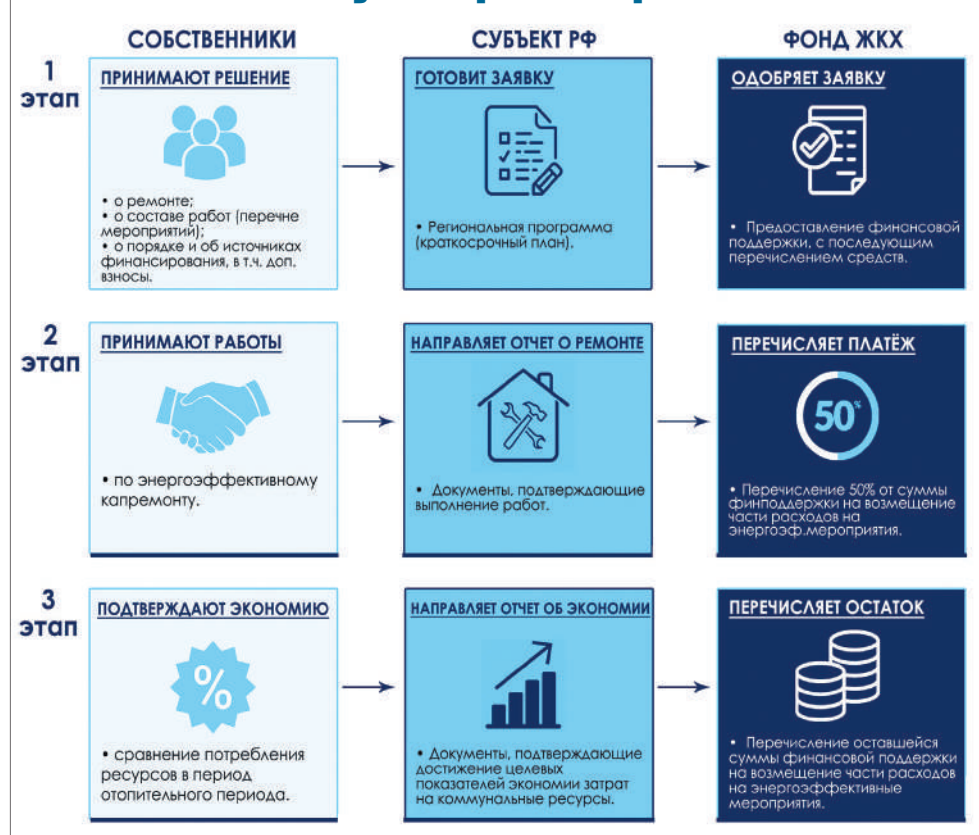 СОБСТВЕННИКИ
СУБЪЕКТ РФ
ФОНД ЖКХ
1
этап
ПРИНИМАЮТ РЕШЕНИЕ
• о ремонте;
• о составе работ (перечне
мероприятий);
• о порядке и об источниках
финансирования, в т.ч. доп.
взносы.
ГОТОВИТ ЗАЯВКУ
• Региональная программа
(краткосрочный план).
ОДОБРЯЕТ ЗАЯВКУ
• Предоставление финансовой
поддержки, с последующим
перечислением средств.
2
этап
ПРИНИМАЮТ РАБОТЫ
• по энергоэффективному
капремонту.
НАПРАВЛЯЕТ ОТЧЕТ О РЕМОНТЕ
• Документы, подтверждающие
выполнение работ.
ПЕРЕЧИСЛЯЕТ ПЛАТЁЖ
50%
• Перечисление 50% от суммы
финподдержки на возмещение
части расходов на
энергоэф.мероприятия.
3
этап
ПОДТВЕРЖДАЮТ ЭКОНОМИЮ
%
• сравнение потребления
ресурсов в период
отопительного периода.
НАПРАВЛЯЕТ ОТЧЕТ ОБ ЭКОНОМИИ
• Документы, подтверждающие
достижение целевых
показателей экономии затрат
на коммунальные ресурсы.
ПЕРЕЧИСЛЯЕТ ОСТАТОК
• Перечисление оставшейся
суммы финансовой поддержки
на возмещение части расходов
на энергоэффективные
мероприятия.